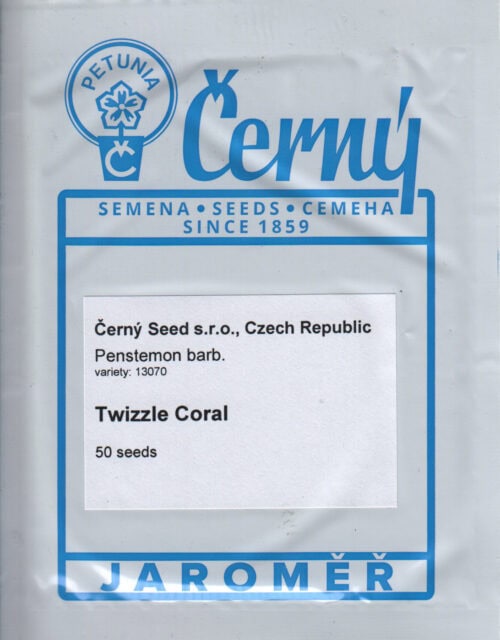 PETUNIA
Č
Černý
SEMENA • SEEDS • СЕМЕНА
SINCE 1859
Černý Seed s.r.o., Czech Republic
Penstemon barb.
variety: 13070
Twizzle Coral
50 seeds
JAROMĚŘ